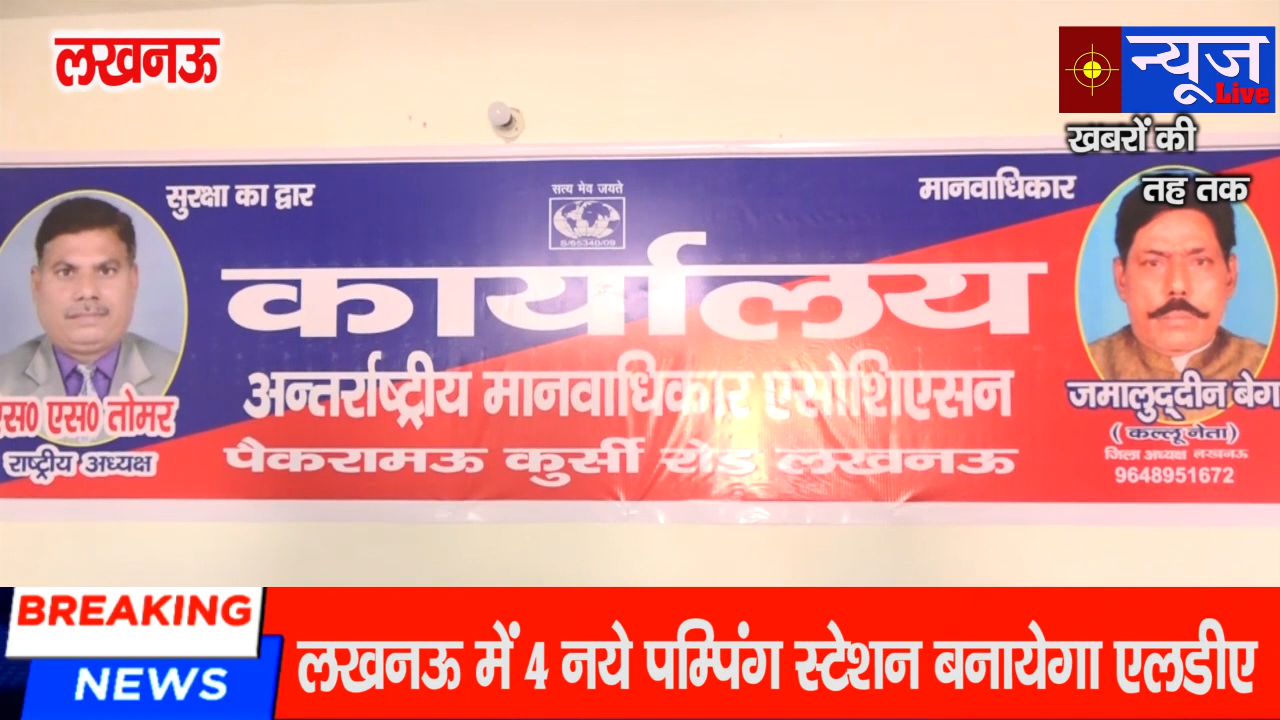 लखनऊ
न्यूज
Live
खबरों की
तह तक
सुरक्षा का द्वार
सत्य मेव जयते
मानवाधिकार
S/65340/09
कार्यालय
अन्तर्राष्ट्रीय मानवाधिकार एसोशिएसन
पैकरामऊ कुर्सी रोड लखनऊ
एस० एस० तोमर
राष्ट्रीय अध्यक्ष
जमालुद्दीन बेग
(कल्लू नेता)
जिला अध्यक्ष लखनऊ
9648951672
BREAKING
NEWS
लखनऊ में 4 नये पम्पिंग स्टेशन बनायेगा एलडीए